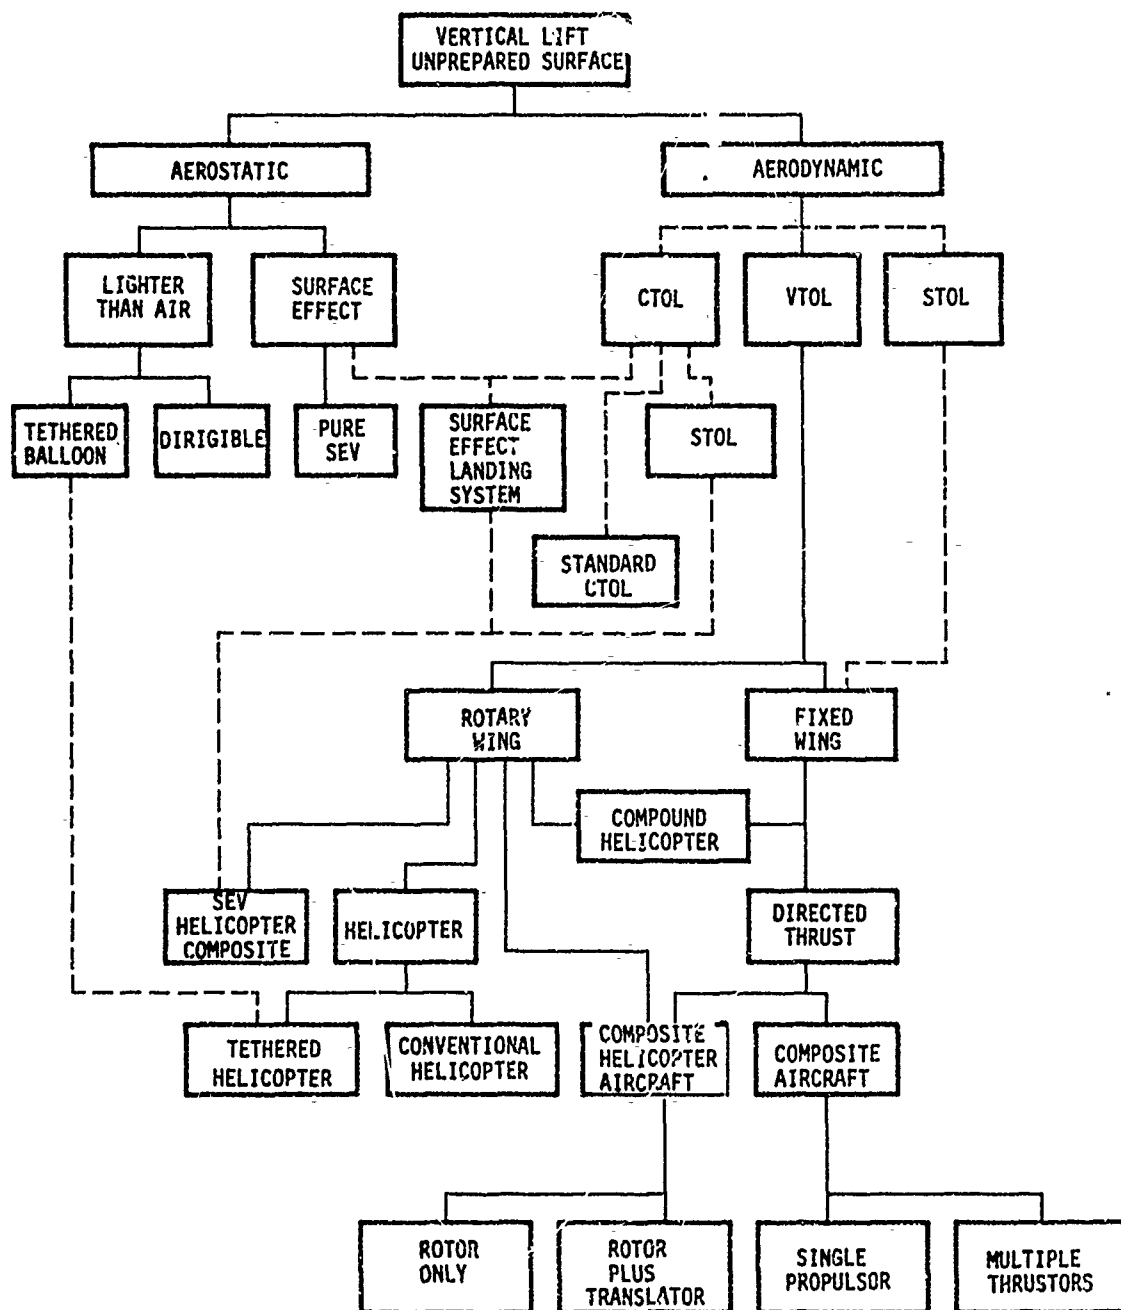 VERTICAL LIFT
UNPREPARED SURFACE
AEROSTATIC
AERODYNAMIC
LIGHTER
THAN AIR
SURFACE
EFFECT
CTOL
VTOL
STOL
TETHERED
BALLOON
DIRIGIBLE
PURE
SEV
SURFACE
EFFECT
LANDING
SYSTEM
STOL
STANDARD
CTOL
ROTARY
WING
FIXED
WING
COMPOUND
HELICOPTER
SEV
HELICOPTER
COMPOSITE
HELICOPTER
DIRECTED
THRUST
TETHERED
HELICOPTER
CONVENTIONAL
HELICOPTER
COMPOSITE
HELICOPTER
AIRCRAFT
COMPOSITE
AIRCRAFT
ROTOR
ONLY
ROTOR
PLUS
TRANSLATOR
SINGLE
PROPULSOR
MULTIPLE
THRUSTORS